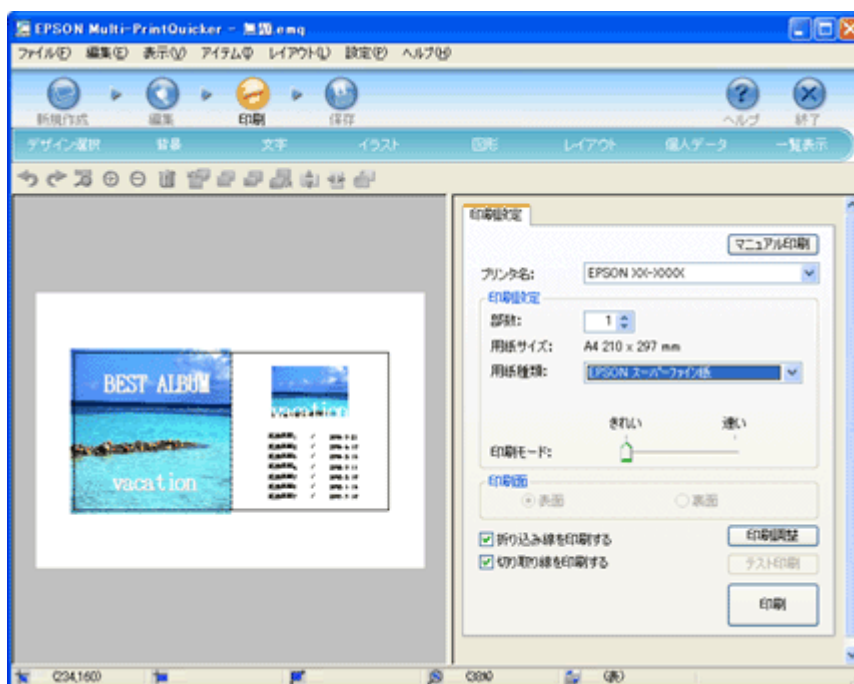 EPSON Multi-PrintQuicker - 無題.emq
ファイル(F) 編集(E) 表示(V) アイテム(I) レイアウト(L) 設定(P) ヘルプ(H)
新規作成 編集 印刷 保存 ヘルプ 終了
デザイン選択 背景 文字 イラスト 図形 レイアウト 個人データ 一覧表示
印刷設定
マニュアル印刷
プリンタ名: EPSON XX-XXXX
印刷設定
部数: 1
用紙サイズ: A4 210 x 297 mm
用紙種類: EPSON スーパーファイン紙
きれい 速い
印刷モード:
印刷面
表面 裏面
折り込み線を印刷する
切り取り線を印刷する
印刷調整
テスト印刷
印刷
BEST ALBUM
vacation
vacation
(234,160) (38%) (表)